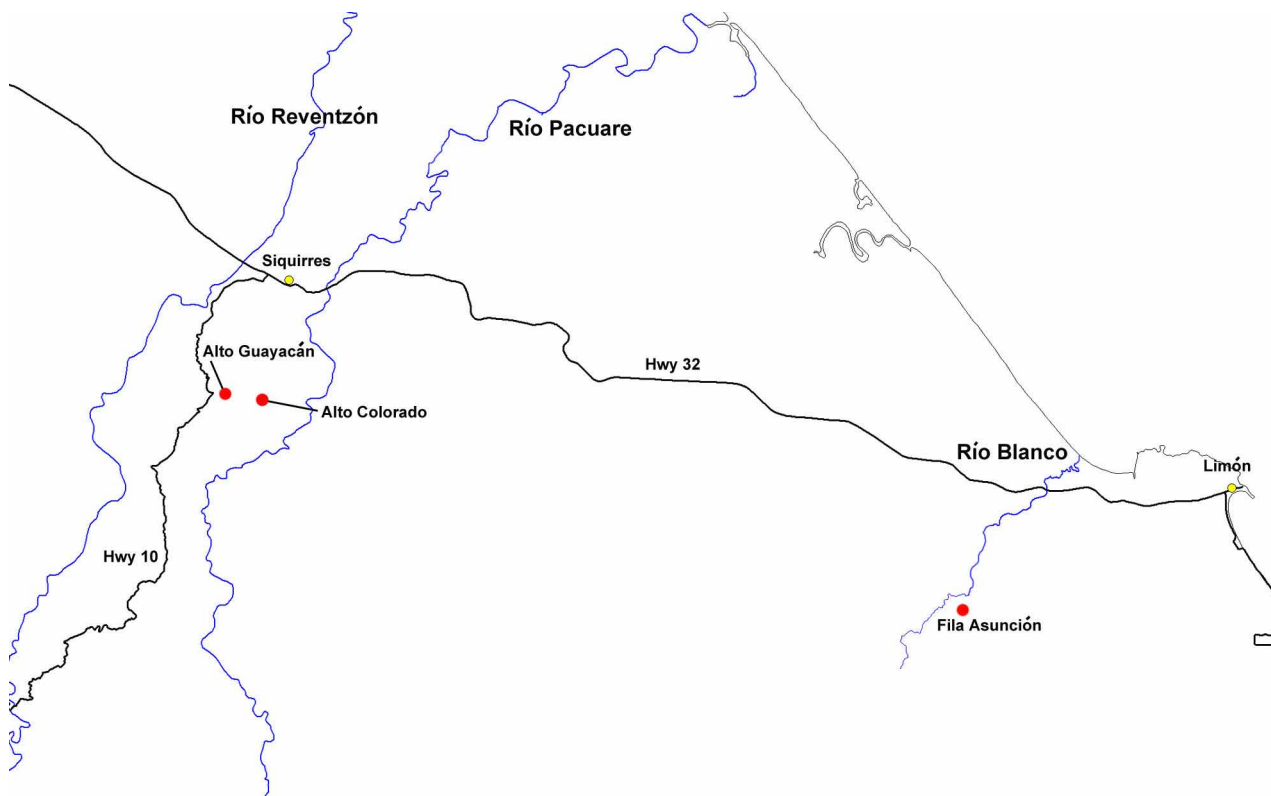 Río Reventzón
Río Pacuare
Siquirres
Alto Guayacán
Hwy 32
Alto Colorado
Río Blanco
Limón
Hwy 10
Fila Asunción